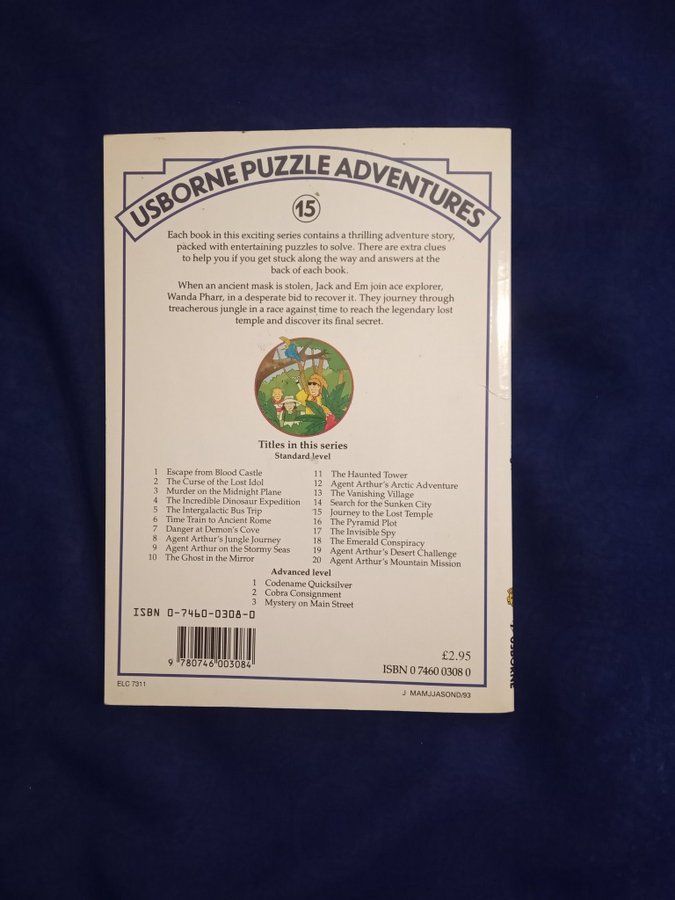 USBORNE PUZZLE ADVENTURES
15
Each book in this exciting series contains a thrilling adventure story,
packed with entertaining puzzles to solve. There are extra clues
to help you if you get stuck along the way and answers at the
back of each book.
When an ancient mask is stolen, Jack and Em join ace explorer,
Wanda Pharr, in a desperate bid to recover it. They journey through
treacherous jungle in a race against time to reach the legendary lost
temple and discover its final secret.
Titles in this series
Standard level
1 Escape from Blood Castle
2 The Curse of the Lost Idol
3 Murder on the Midnight Plane
4 The Incredible Dinosaur Expedition
5 The Intergalactic Bus Trip
6 Time Train to Ancient Rome
7 Danger at Demon's Cove
8 Agent Arthur's Jungle Journey
9 Agent Arthur on the Stormy Seas
10 The Ghost in the Mirror
11 The Haunted Tower
12 Agent Arthur's Arctic Adventure
13 The Vanishing Village
14 Search for the Sunken City
15 Journey to the Lost Temple
16 The Pyramid Plot
17 The Invisible Spy
18 The Emerald Conspiracy
19 Agent Arthur's Desert Challenge
20 Agent Arthur's Mountain Mission
Advanced level
1 Codename Quicksilver
2 Cobra Consignment
3 Mystery on Main Street
ISBN 0-7460-0308-0
9 780746 003084
£2.95
ISBN 0 7460 0308 0
ELC 7311
J MAMJJASOND/93
USBORNE